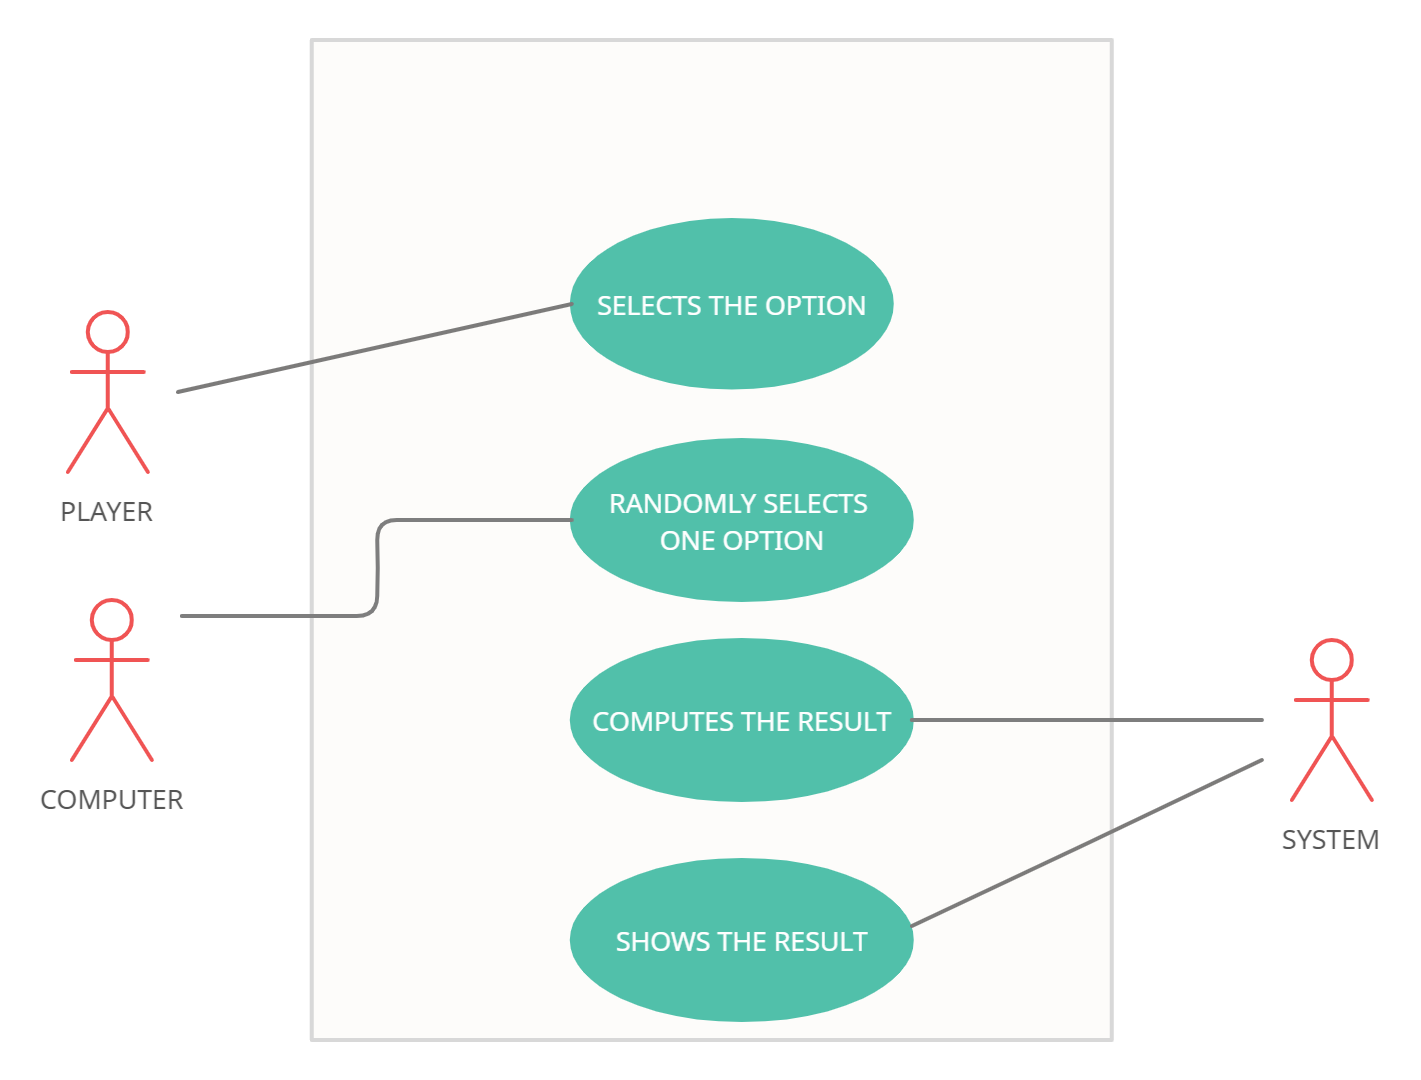 SELECTS THE OPTION
PLAYER
RANDOMLY SELECTS
ONE OPTION
COMPUTER
COMPUTES THE RESULT
SYSTEM
SHOWS THE RESULT